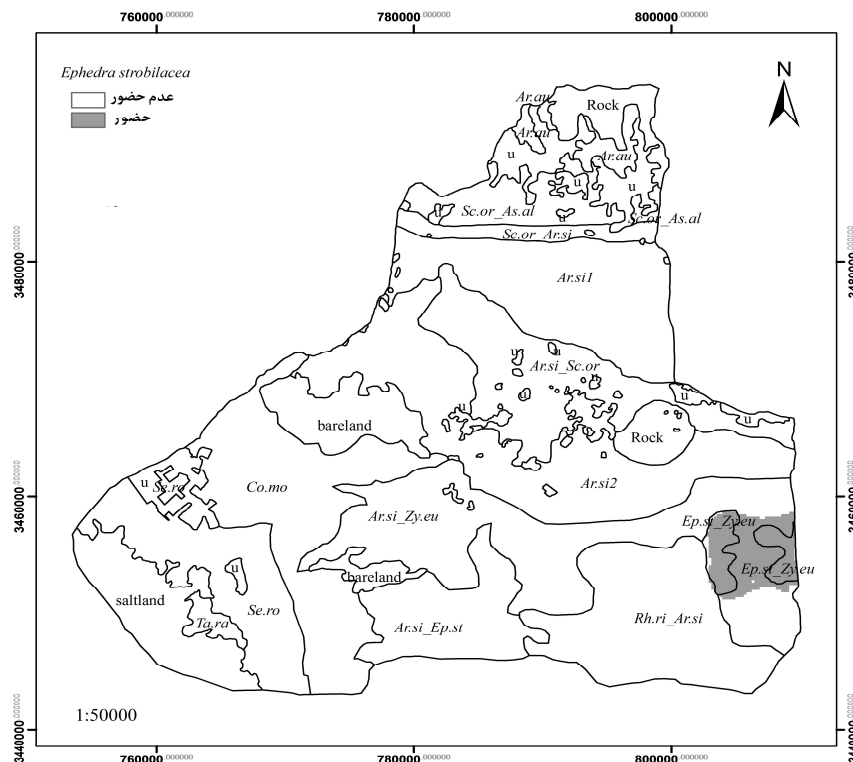 760000.000000 780000.000000 800000.000000
Ephedra strobilacea
عدم حضور
حضور
N
Ar.au
Rock
Ar.au
u
Ar.au
u
u
u
Sc.or_As.al
u
Sc.or_As.al
Sc.or_Ar.si
3480000.000000
3480000.000000
Ar.si1
u
u
Ar.si_Sc.or
u
u
u
u
u
bareland
Rock
u
Se.ro
Co.mo
Ar.si2
3460000.000000
3460000.000000
Ar.si_Zy.eu
Ep.st_Zy.eu
u
bareland
Ep.st_Zy.eu
saltland
Se.ro
Ta.ra
Ar.si_Ep.st
Rh.ri_Ar.si
1:50000
3440000.000000
3440000.000000
760000.000000 780000.000000 800000.000000